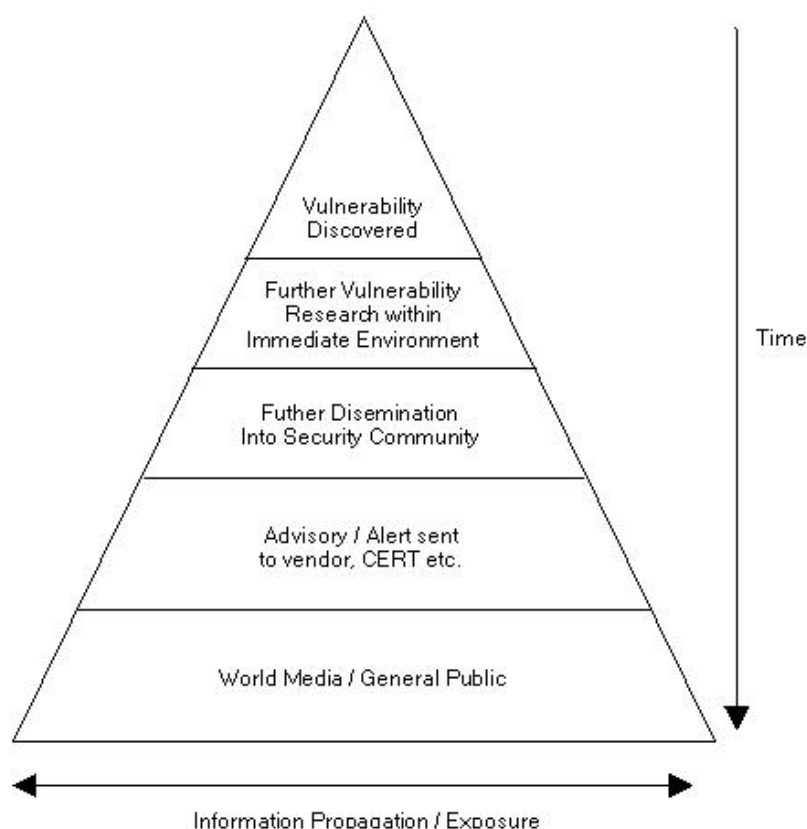 Vulnerability
Discovered
Further Vulnerability
Research within
Immediate Environment
Futher Disemination
Into Security Community
Advisory / Alert sent
to vendor, CERT etc.
World Media / General Public
Time
Information Propagation / Exposure